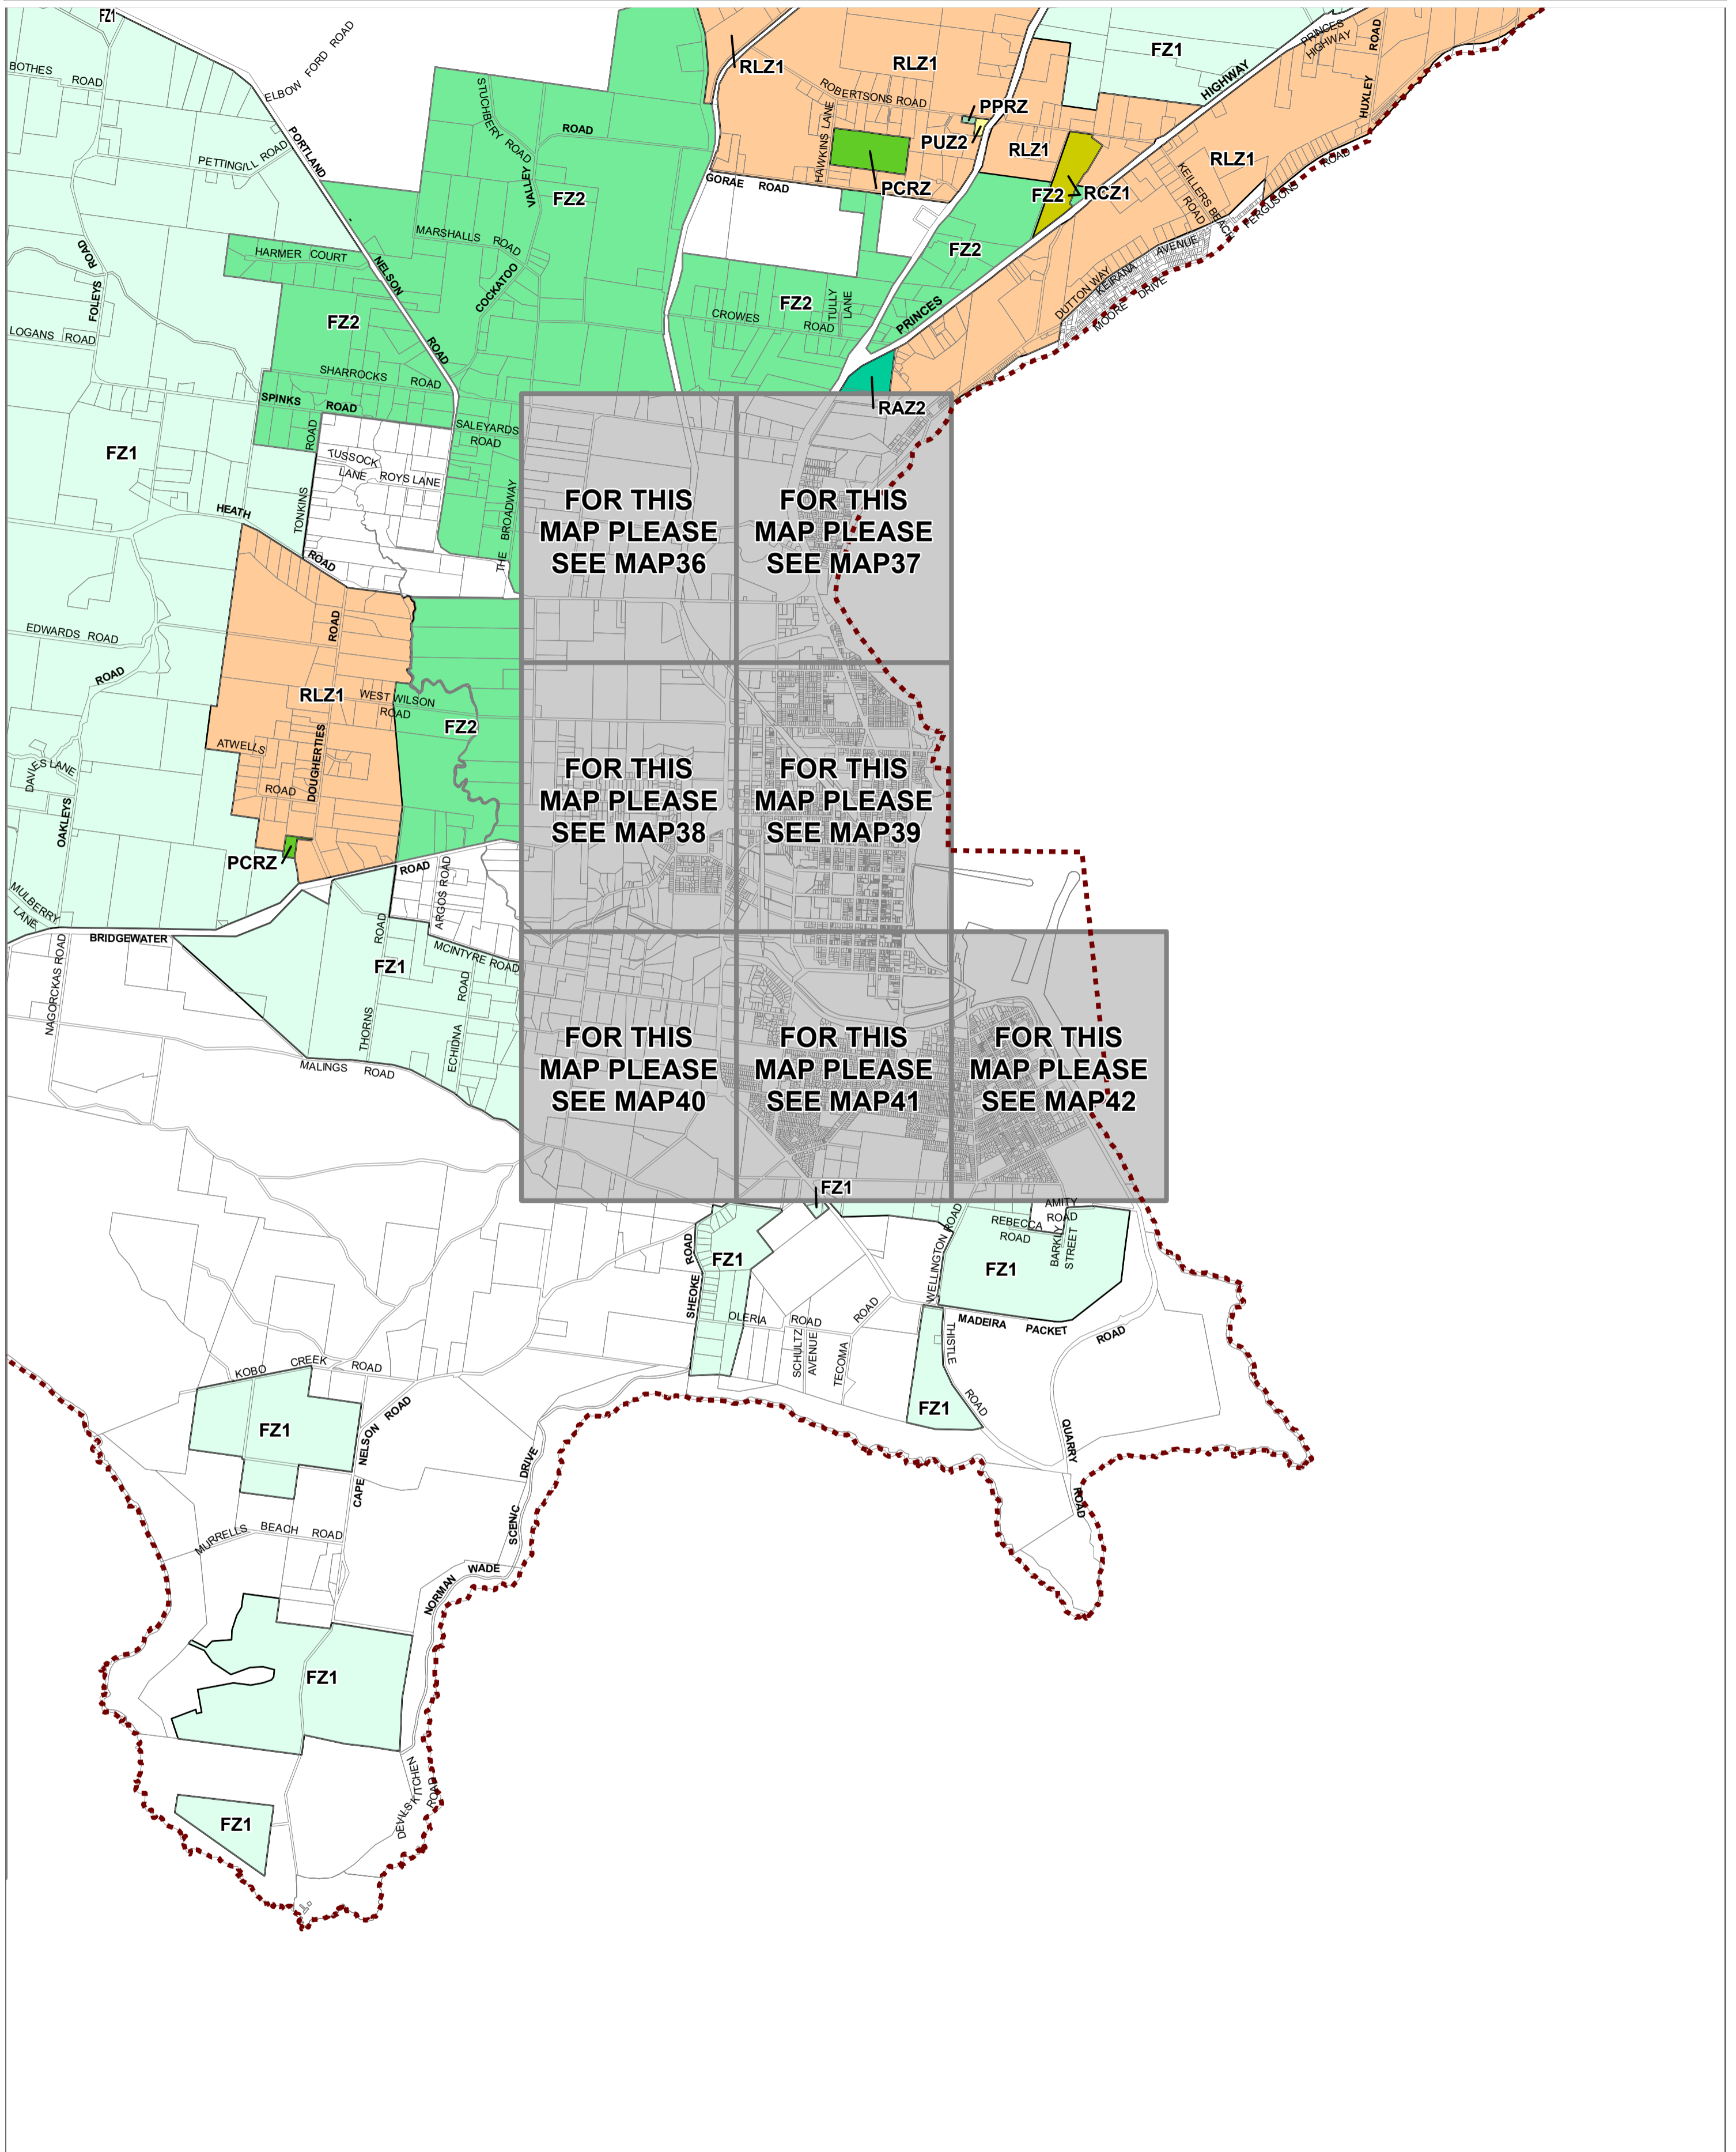 FZ1
ELBOW FORD ROAD
BOTHES ROAD
PORTLAND
PETTINGILL ROAD
STUCHBERY ROAD
ROAD
VALLEY
FZ2
MARSHALLS ROAD
COCKATOO
HARMER COURT
NELSON
FOLEYS ROAD
FZ2
LOGANS ROAD
ROAD
SHARROCKS ROAD
SPINKS ROAD
SALEYARDS ROAD
RLZ1
RLZ1
ROBERTSONS ROAD
HAWKINS LANE
PPRZ
PUZ2
PCRZ
GORAE ROAD
RLZ1
FZ1
PRINCES HIGHWAY
HIGHWAY
HUXLEY ROAD
RLZ1
KEILLERS BEACH ROAD
FERGUSONS ROAD
FZ2
RCZ1
FZ2
DUTTON WAY
KEIRANA AVENUE
MOORE DRIVE
FZ2
TULLY LANE
CROWES ROAD
PRINCES
RAZ2
FZ1
ROAD
TUSSOCK LANE
ROYS LANE
TONKINS
THE BROADWAY
HEATH
ROAD
FOR THIS
MAP PLEASE
SEE MAP36
FOR THIS
MAP PLEASE
SEE MAP37
EDWARDS ROAD
ROAD
ROAD
RLZ1
WEST WILSON
ROAD
FZ2
ATWELLS
ROAD
DOUGHERTIES
DAVIES LANE
OAKLEYS
PCRZ
FOR THIS
MAP PLEASE
SEE MAP38
FOR THIS
MAP PLEASE
SEE MAP39
MULBERRY
LANE
BRIDGEWATER
ROAD
ARGOS ROAD
NAGORCKAS ROAD
ROAD
FZ1
MCINTYRE ROAD
ROAD
THORNS
ECHIDNA
MALINGS ROAD
FOR THIS
MAP PLEASE
SEE MAP40
FOR THIS
MAP PLEASE
SEE MAP41
FOR THIS
MAP PLEASE
SEE MAP42
FZ1
AMITY
ROAD
REBECCA
ROAD
BARKLY
STREET
WELLINGTON ROAD
FZ1
FZ1
SHEOKE ROAD
OLERIA ROAD
SCHULTZ
AVENUE
TECOMA
ROAD
MADEIRA PACKET
ROAD
THISTLE
ROAD
FZ1
QUARRY
ROAD
KOBO CREEK ROAD
FZ1
CAPE NELSON ROAD
MURRELLS BEACH ROAD
NORMAN WADE SCENIC DRIVE
FZ1
DEVILS KITCHEN
ROAD
FZ1